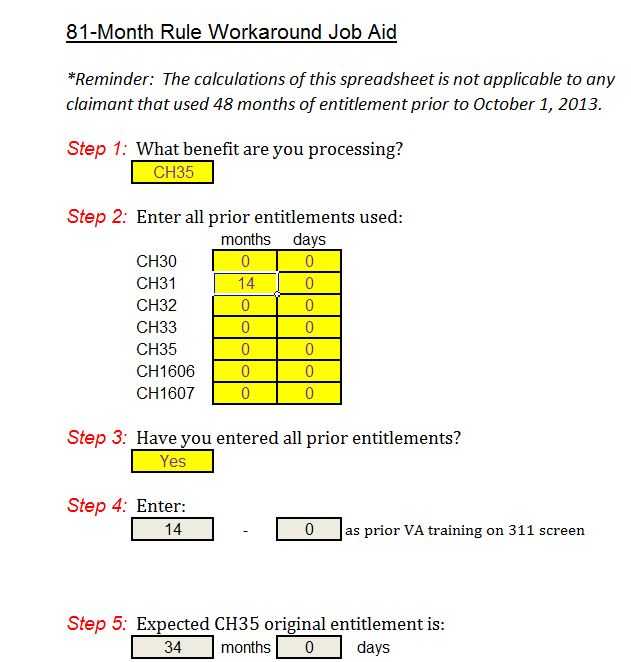 81-Month Rule Workaround Job Aid
*Reminder: The calculations of this spreadsheet is not applicable to any
claimant that used 48 months of entitlement prior to October 1, 2013.
Step 1: What benefit are you processing?
CH35
Step 2: Enter all prior entitlements used:
months days
CH30 0 0
CH31 14 0
CH32 0 0
CH33 0 0
CH35 0 0
CH1606 0 0
CH1607 0 0
Step 3: Have you entered all prior entitlements?
Yes
Step 4: Enter:
14 - 0 as prior VA training on 311 screen
Step 5: Expected CH35 original entitlement is:
34 months 0 days